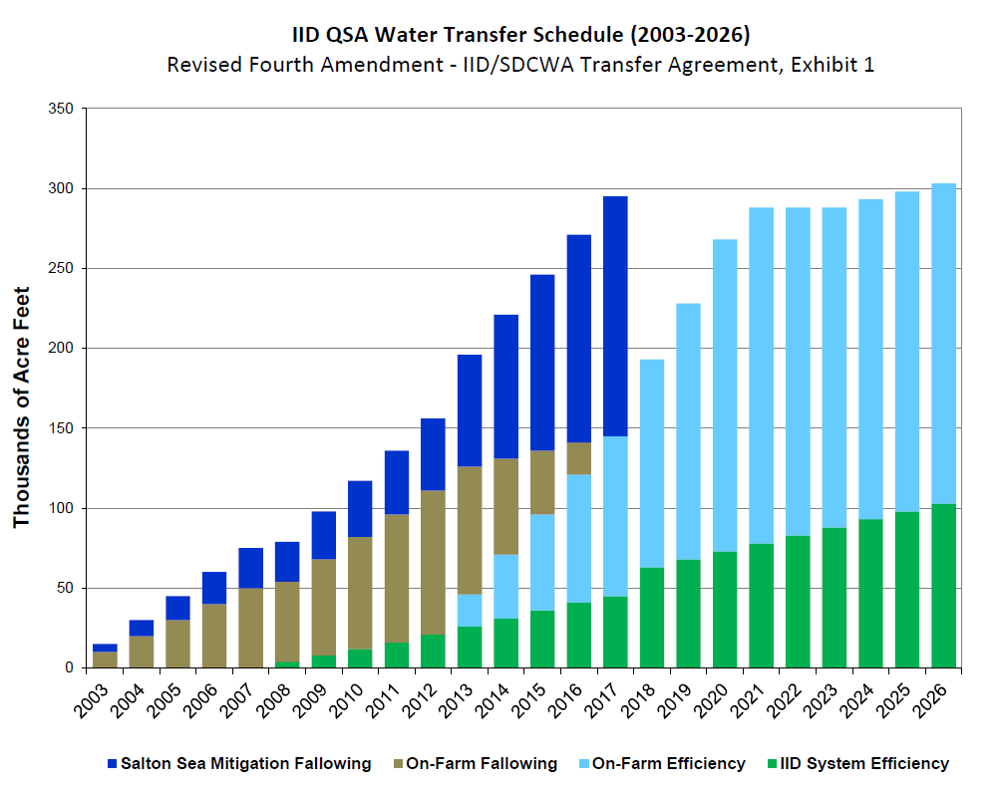 IID QSA Water Transfer Schedule (2003-2026)
Revised Fourth Amendment - IID/SDCWA Transfer Agreement, Exhibit 1
Thousands of Acre Feet
350
300
250
200
150
100
50
0
2003 2004 2005 2006 2007 2008 2009 2010 2011 2012 2013 2014 2015 2016 2017 2018 2019 2020 2021 2022 2023 2024 2025 2026
Salton Sea Mitigation Fallowing On-Farm Fallowing On-Farm Efficiency IID System Efficiency